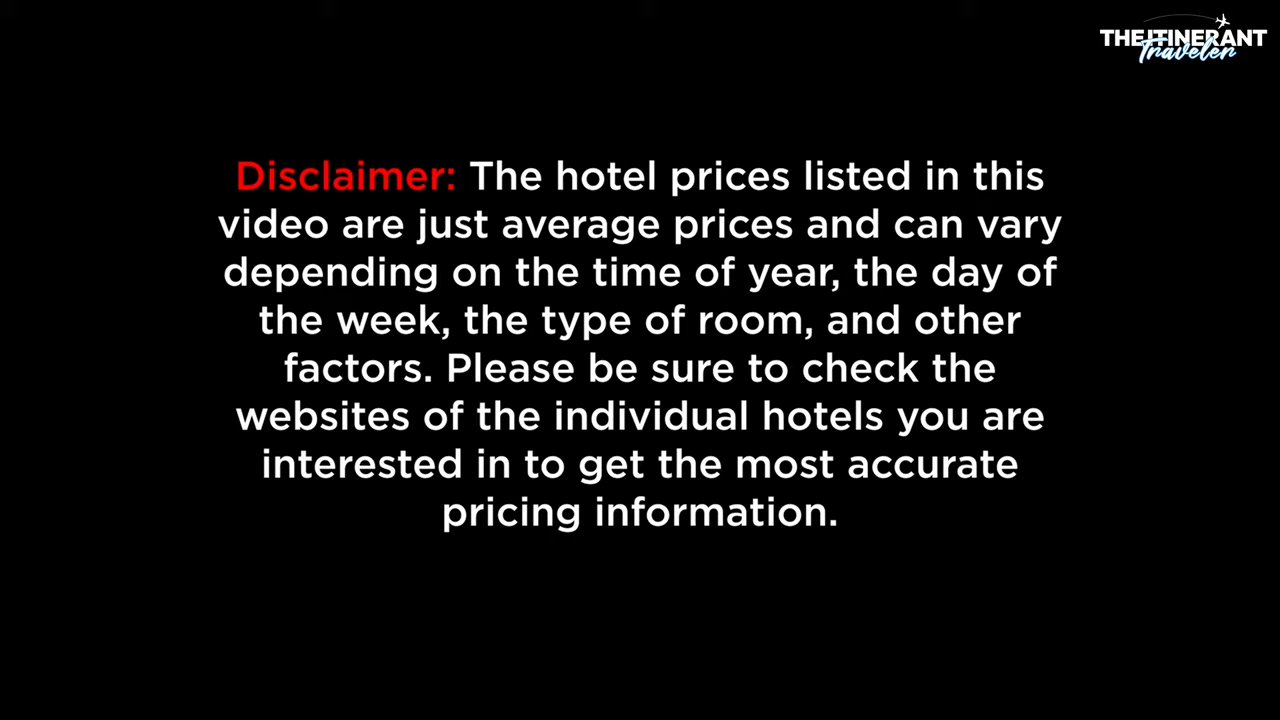 THE ITINERANT
Traveler
Disclaimer: The hotel prices listed in this
video are just average prices and can vary
depending on the time of year, the day of
the week, the type of room, and other
factors. Please be sure to check the
websites of the individual hotels you are
interested in to get the most accurate
pricing information.